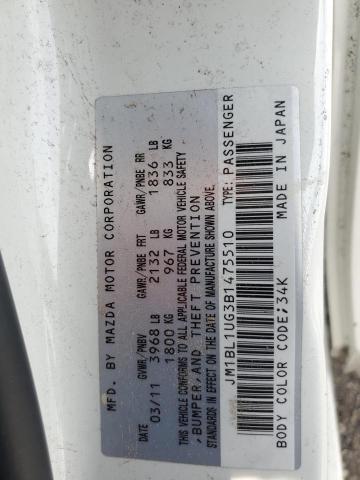 MFD. BY MAZDA MOTOR CORPORATION
DATE GVWR/PNBV GAWR/PNBE FRT GAWR/PNBE RR
03/11 3968 LB 2132 LB 1836 LB
1800 KG 967 KG 833 KG
THIS VEHICLE CONFORMS TO ALL APPLICABLE FEDERAL MOTOR VEHICLE SAFETY
,BUMPER,AND THEFT PREVENTION
STANDARDS IN EFFECT ON THE DATE OF MANUFACTURE SHOWN ABOVE.
JM1BL1UG3B1475510 TYPE:PASSENGER
BODY COLOR CODE;34K MADE IN JAPAN